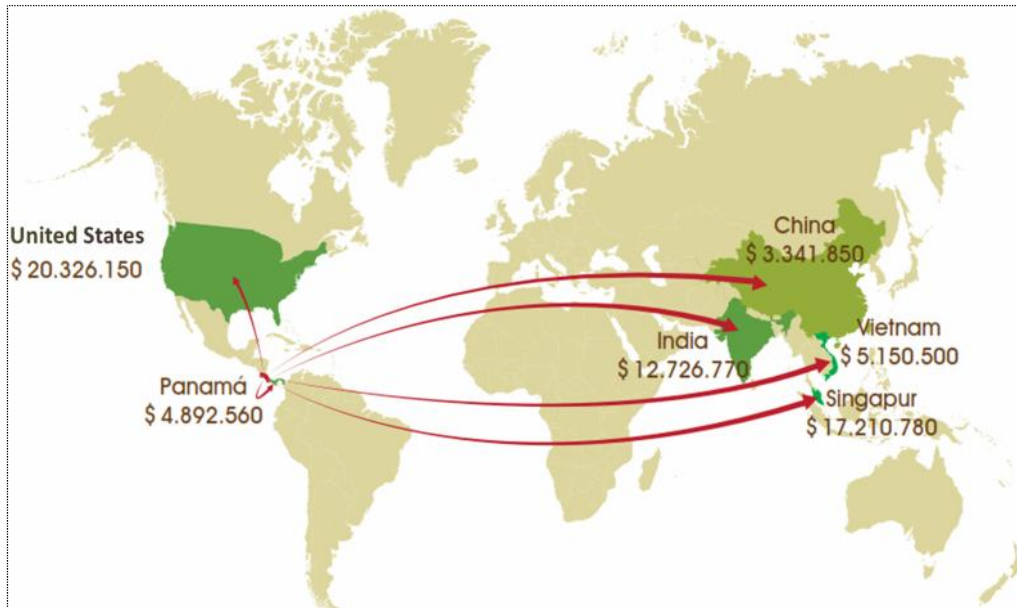 United States
$ 20.326.150
China
$ 3.341.850
Vietnam
$ 5.150.500
India
$ 12.726.770
Panamá
$ 4.892.560
Singapur
$ 17.210.780